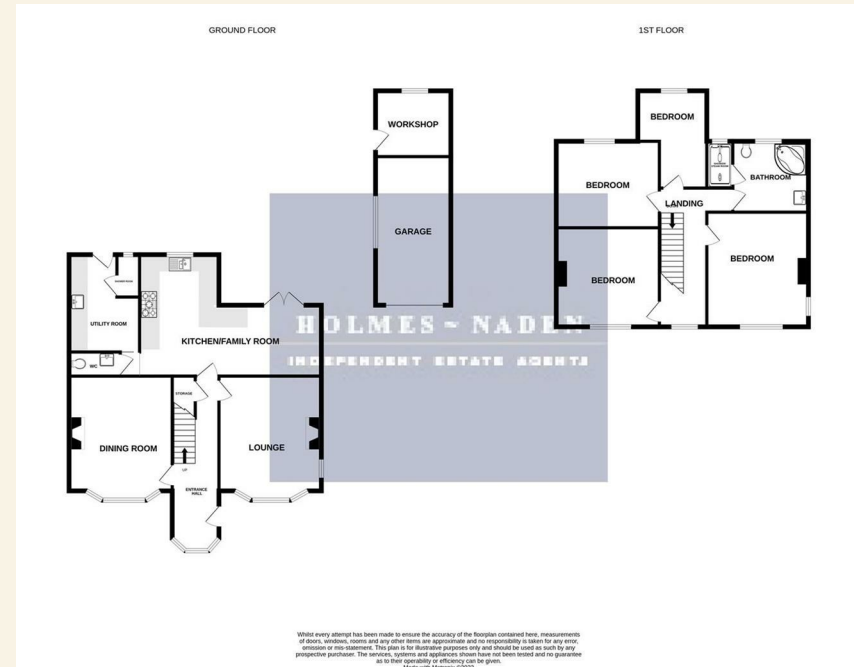 GROUND FLOOR
1ST FLOOR
WORKSHOP
GARAGE
BEDROOM
BEDROOM
BATHROOM
LANDING
BEDROOM
BEDROOM
UTILITY ROOM
KITCHEN/FAMILY ROOM
WC
STORAGE
DINING ROOM
LOUNGE
UP
ENTRANCE
HALL
HOLMES ~ NADEN
INDEPENDENT ESTATE AGENTS
Whilst every attempt has been made to ensure the accuracy of the floorplan contained here, measurements
of doors, windows, rooms and any other items are approximate and no responsibility is taken for any error,
omission or mis-statement. This plan is for illustrative purposes only and should be used as such by any
prospective purchaser. The services, systems and appliances shown have not been tested and no guarantee
as to their operability or efficiency can be given.